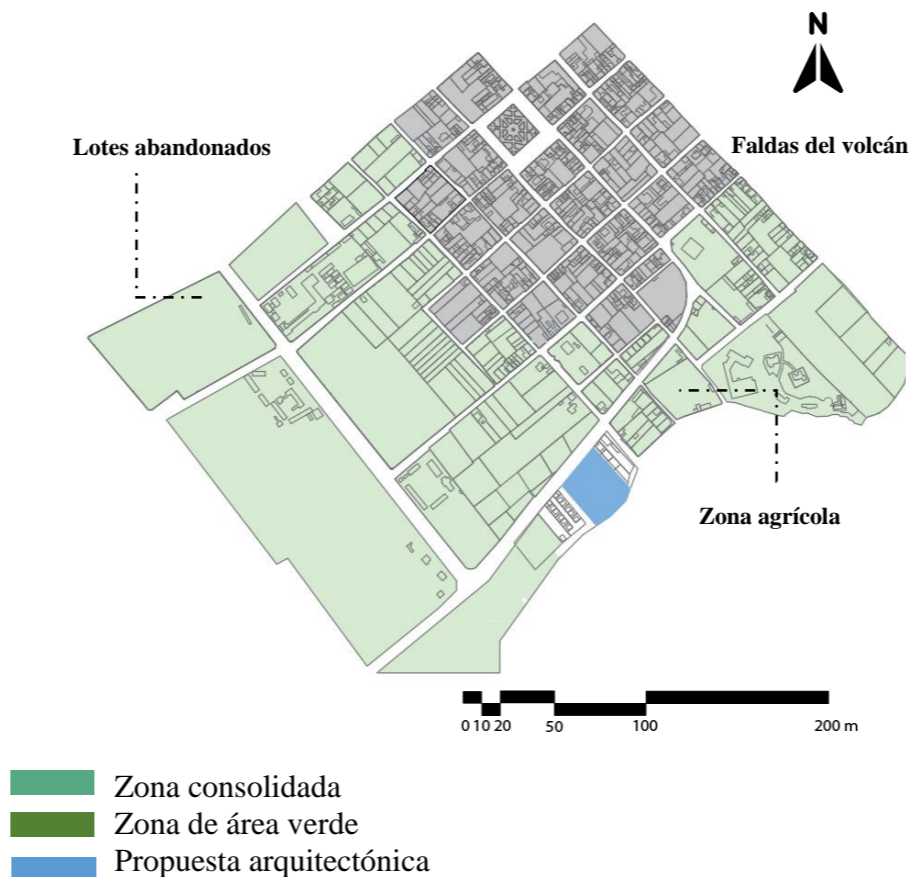 N
Lotes abandonados
Faldas del volcán
Zona agrícola
0 10 20 50 100 200 m
Zona consolidada
Zona de área verde
Propuesta arquitectónica